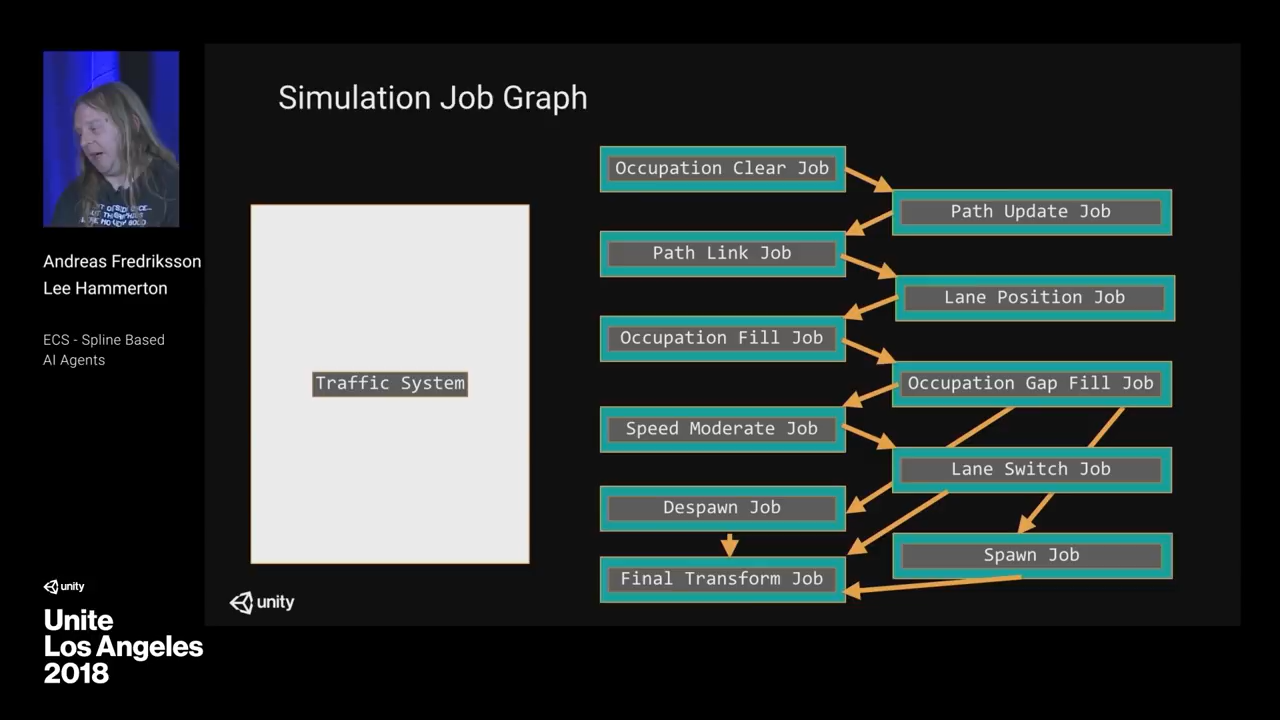 Simulation Job Graph
Andreas Fredriksson
Lee Hammerton
ECS - Spline Based
AI Agents
unity
Unite
Los Angeles
2018
Traffic System
Occupation Clear Job
Path Update Job
Path Link Job
Lane Position Job
Occupation Fill Job
Occupation Gap Fill Job
Speed Moderate Job
Lane Switch Job
Despawn Job
Spawn Job
Final Transform Job
unity